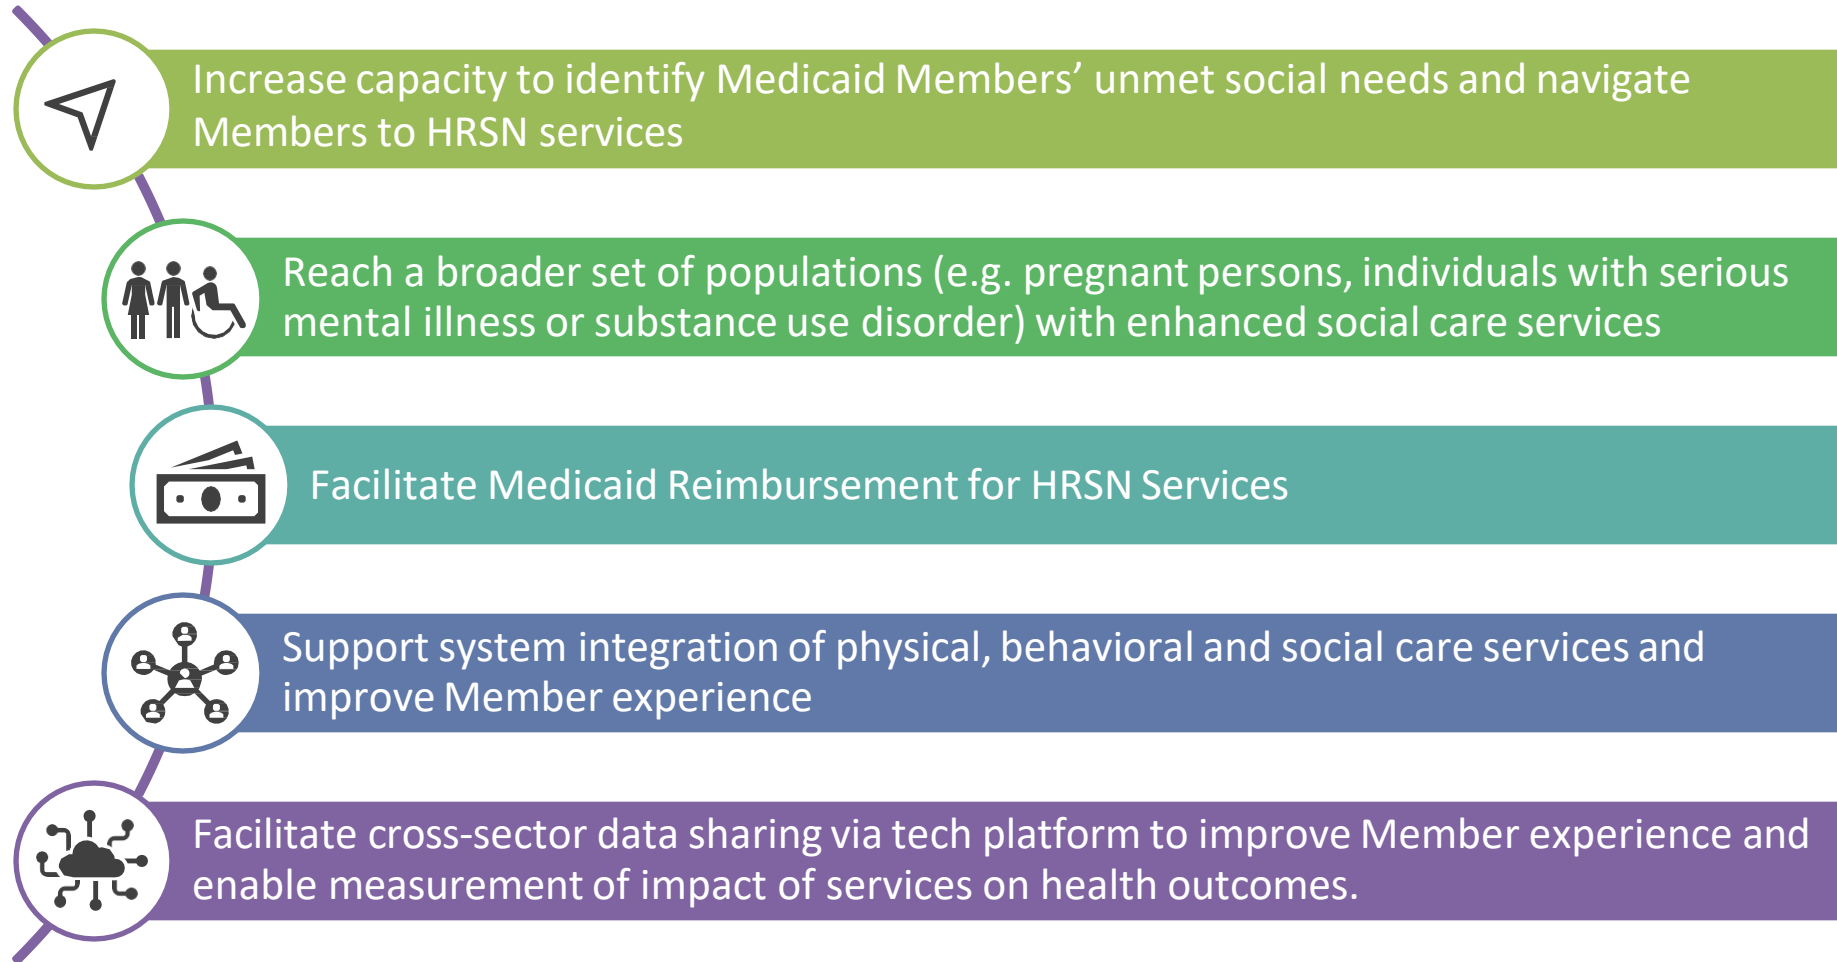 Increase capacity to identify Medicaid Members’ unmet social needs and navigate
Members to HRSN services
Reach a broader set of populations (e.g. pregnant persons, individuals with serious
mental illness or substance use disorder) with enhanced social care services
Facilitate Medicaid Reimbursement for HRSN Services
Support system integration of physical, behavioral and social care services and
improve Member experience
Facilitate cross-sector data sharing via tech platform to improve Member experience and
enable measurement of impact of services on health outcomes.